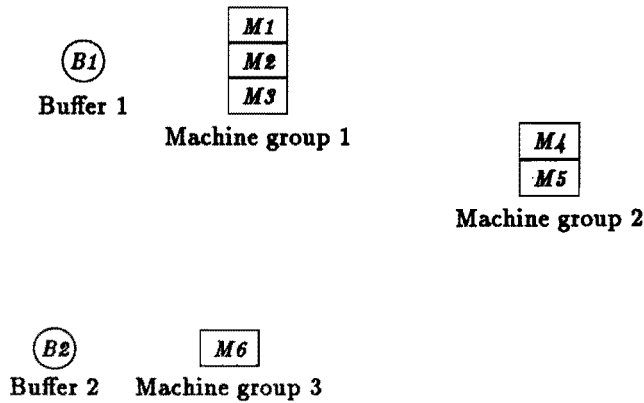 M1
B1
M2
M3
Buffer 1
Machine group 1
M4
M5
Machine group 2
B2
M6
Buffer 2
Machine group 3